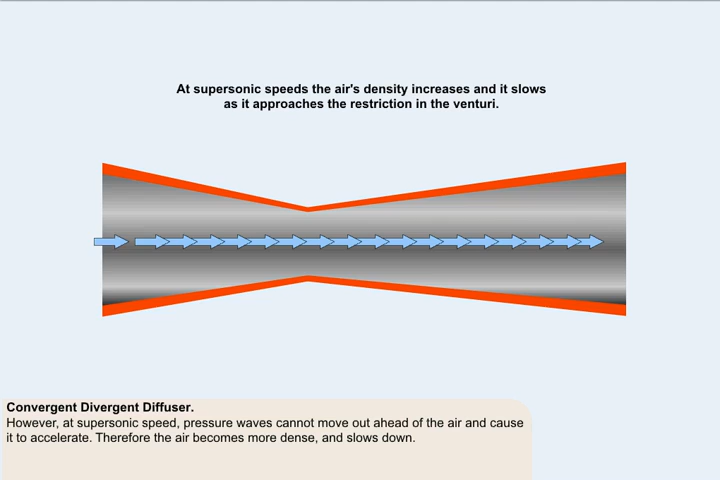 At supersonic speeds the air's density increases and it slows
as it approaches the restriction in the venturi.
Convergent Divergent Diffuser.
However, at supersonic speed, pressure waves cannot move out ahead of the air and cause
it to accelerate. Therefore the air becomes more dense, and slows down.